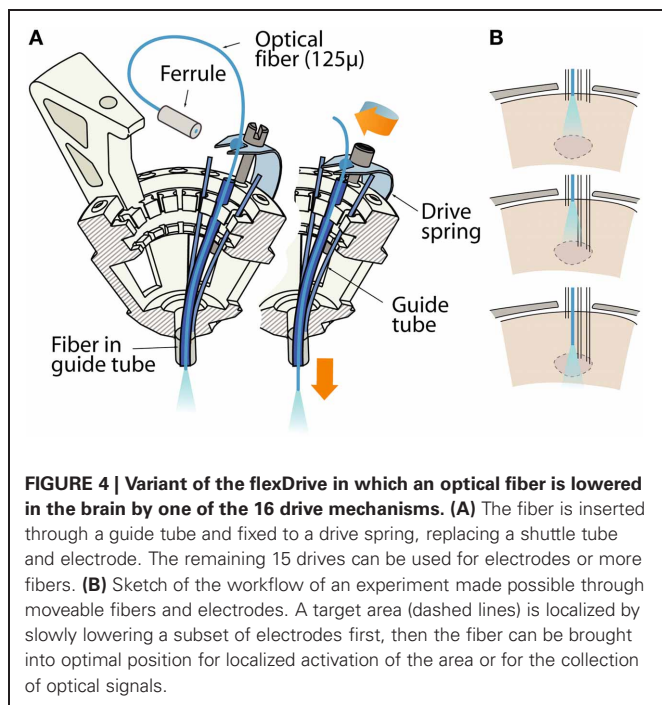 A
Optical
fiber (125µ)
Ferrule
B
Drive
spring
Guide
tube
Fiber in
guide tube
FIGURE 4 | Variant of the flexDrive in which an optical fiber is lowered
in the brain by one of the 16 drive mechanisms. (A) The fiber is inserted
through a guide tube and fixed to a drive spring, replacing a shuttle tube
and electrode. The remaining 15 drives can be used for electrodes or more
fibers. (B) Sketch of the workflow of an experiment made possible through
moveable fibers and electrodes. A target area (dashed lines) is localized by
slowly lowering a subset of electrodes first, then the fiber can be brought
into optimal position for localized activation of the area or for the collection
of optical signals.